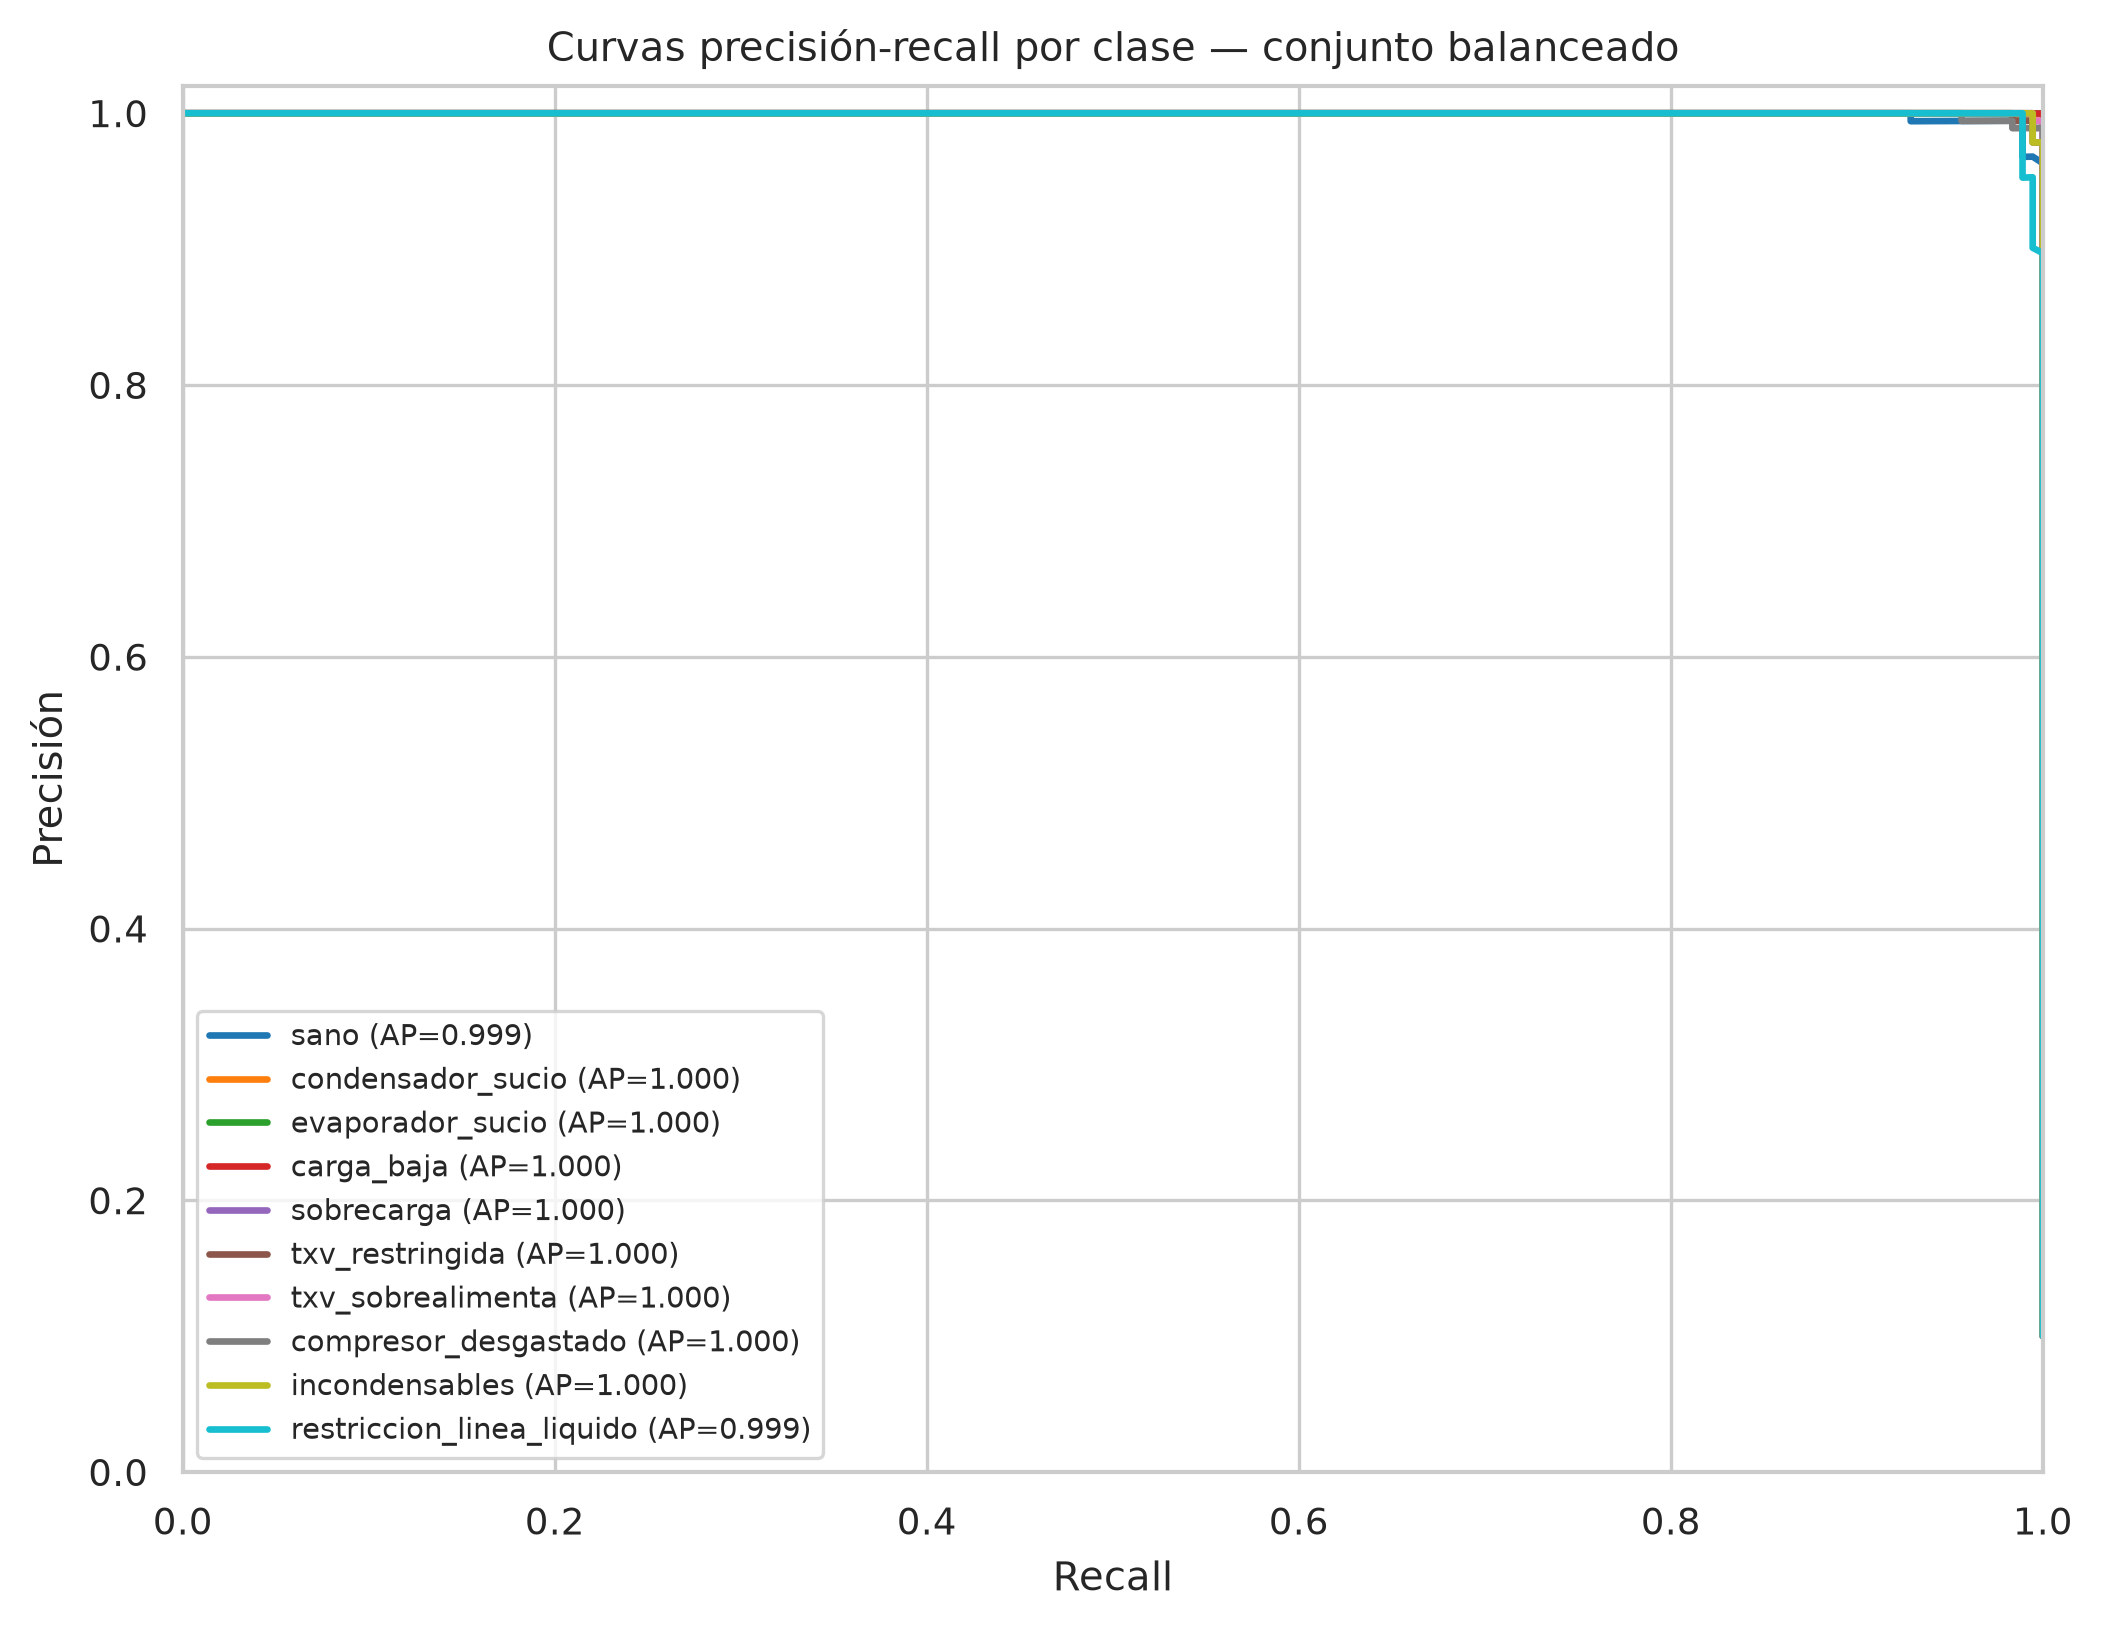 Curvas precisión-recall por clase — conjunto balanceado
1.0
0.8
0.6
0.4
0.2
0.0
Precisión
sano (AP=0.999)
condensador_sucio (AP=1.000)
evaporador_sucio (AP=1.000)
carga_baja (AP=1.000)
sobrecarga (AP=1.000)
txv_restringida (AP=1.000)
txv_sobrealimenta (AP=1.000)
compresor_desgastado (AP=1.000)
incondensables (AP=1.000)
restriccion_linea_liquido (AP=0.999)
0.0 0.2 0.4 0.6 0.8 1.0
Recall